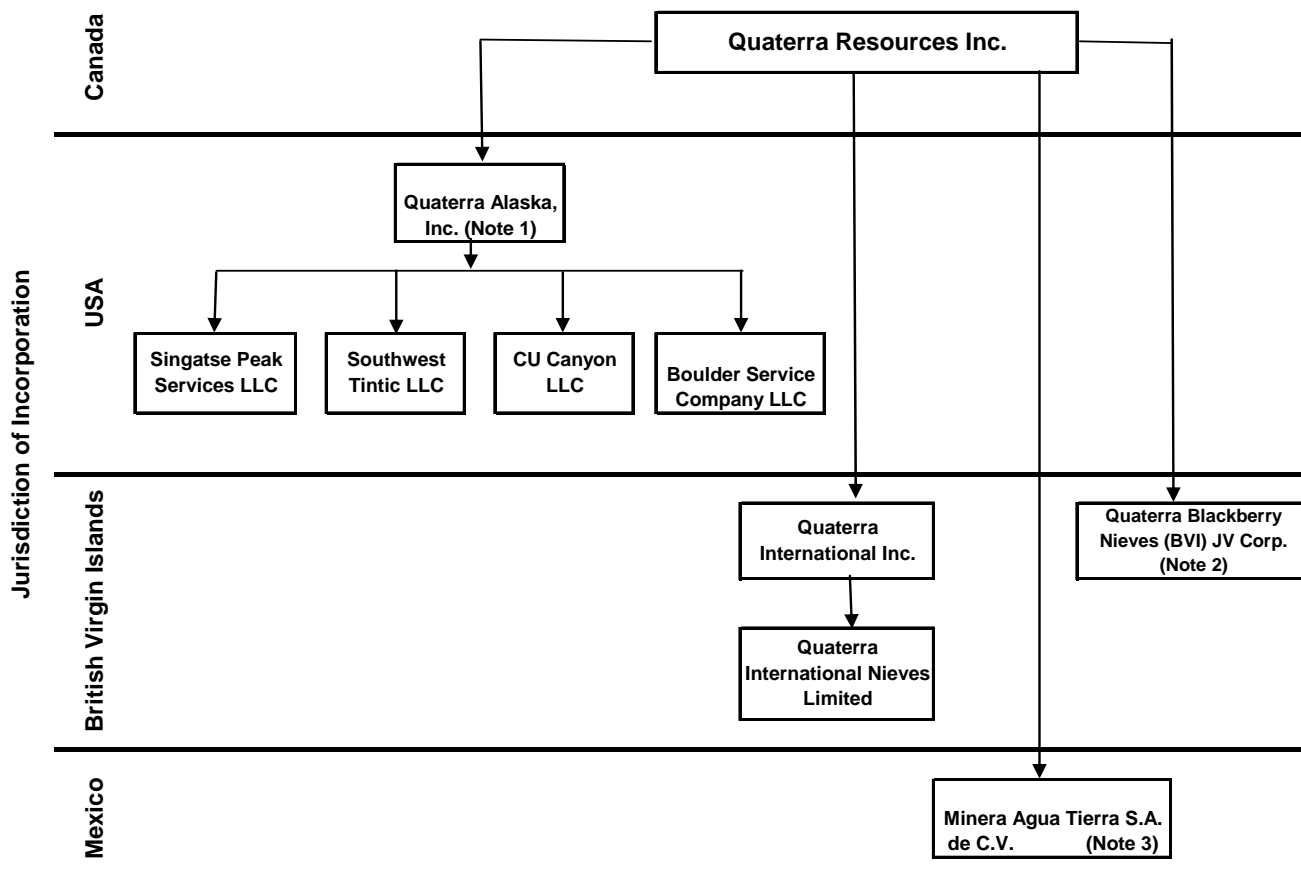 Jurisdiction of Incorporation
Canada
Quaterra Resources Inc.
USA
Quaterra Alaska,
Inc. (Note 1)
Singatse Peak
Services LLC
Southwest
Tintic LLC
CU Canyon
LLC
Boulder Service
Company LLC
British Virgin Islands
Quaterra
International Inc.
Quaterra Blackberry
Nieves (BVI) JV Corp.
(Note 2)
Quaterra
International Nieves
Limited
Mexico
Minera Agua Tierra S.A.
de C.V. (Note 3)